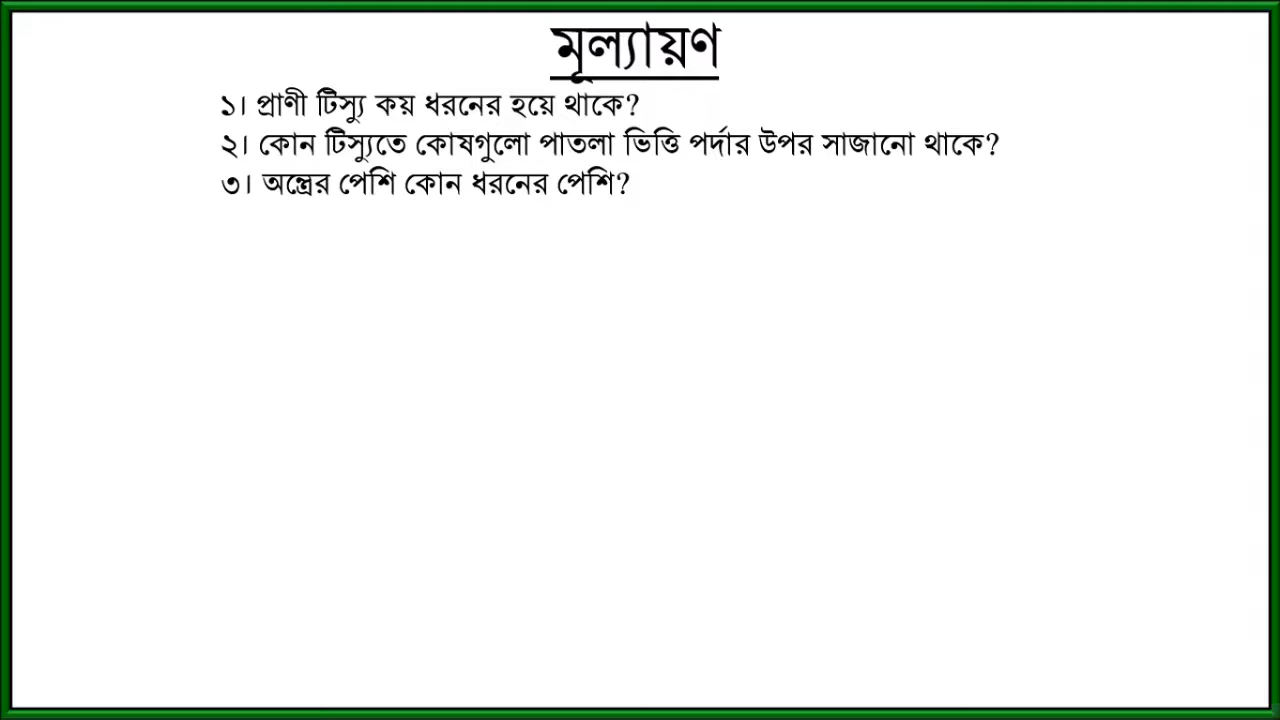 মূল্যায়ণ
১। প্রাণী টিস্যু কয় ধরনের হয়ে থাকে?
২। কোন টিস্যুতে কোষগুলো পাতলা ভিত্তি পর্দার উপর সাজানো থাকে?
৩। অন্ত্রের পেশি কোন ধরনের পেশি?